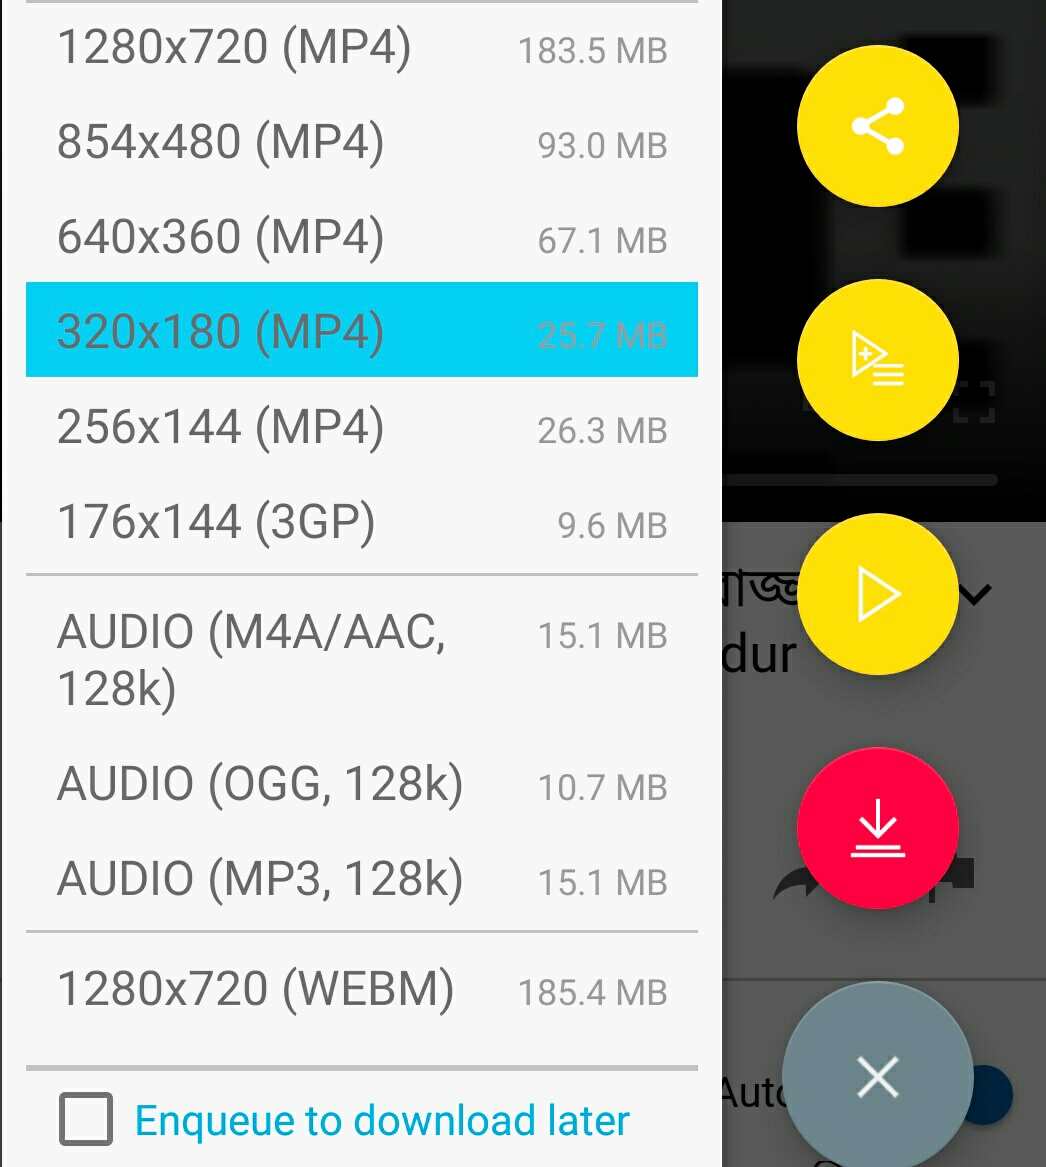 1280x720 (MP4) 183.5 MB
854x480 (MP4) 93.0 MB
640x360 (MP4) 67.1 MB
320x180 (MP4) 25.7 MB
256x144 (MP4) 26.3 MB
176x144 (3GP) 9.6 MB
AUDIO (M4A/AAC, 15.1 MB
128k)
dur
AUDIO (OGG, 128k) 10.7 MB
AUDIO (MP3, 128k) 15.1 MB
1280x720 (WEBM) 185.4 MB
Auto
Enqueue to download later